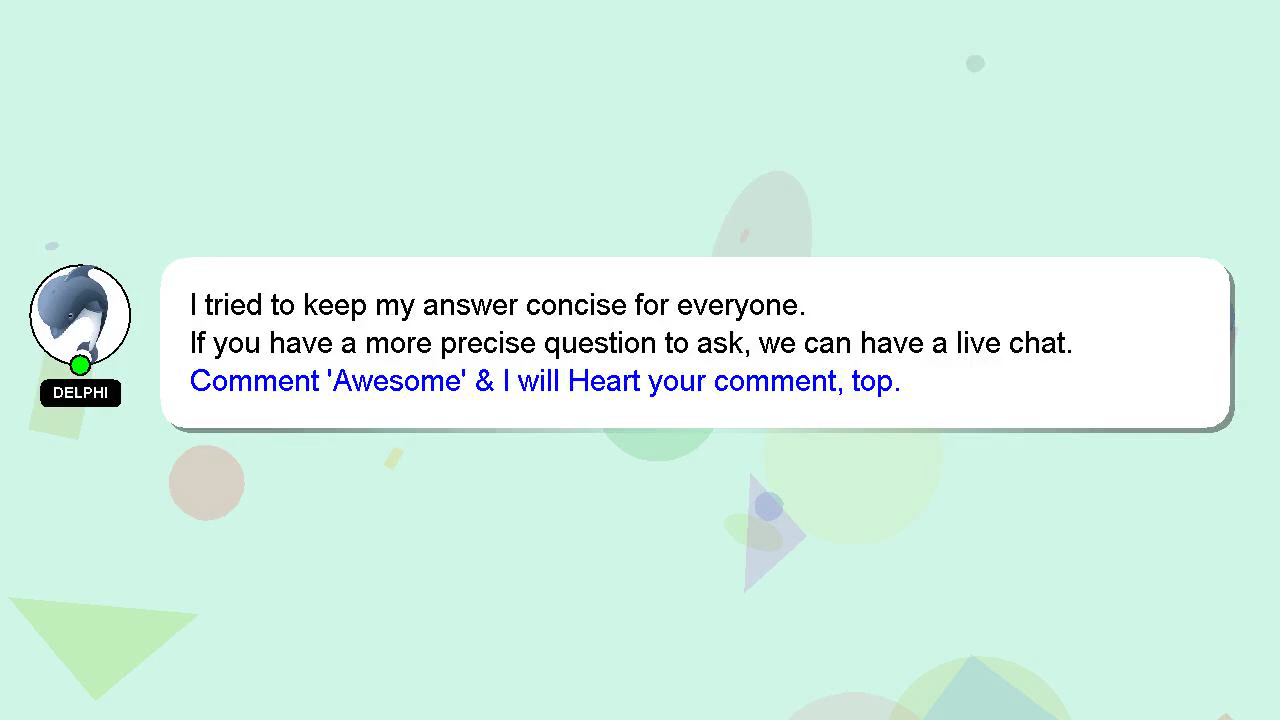 I tried to keep my answer concise for everyone.
If you have a more precise question to ask, we can have a live chat.
Comment 'Awesome' & I will Heart your comment, top.
DELPHI